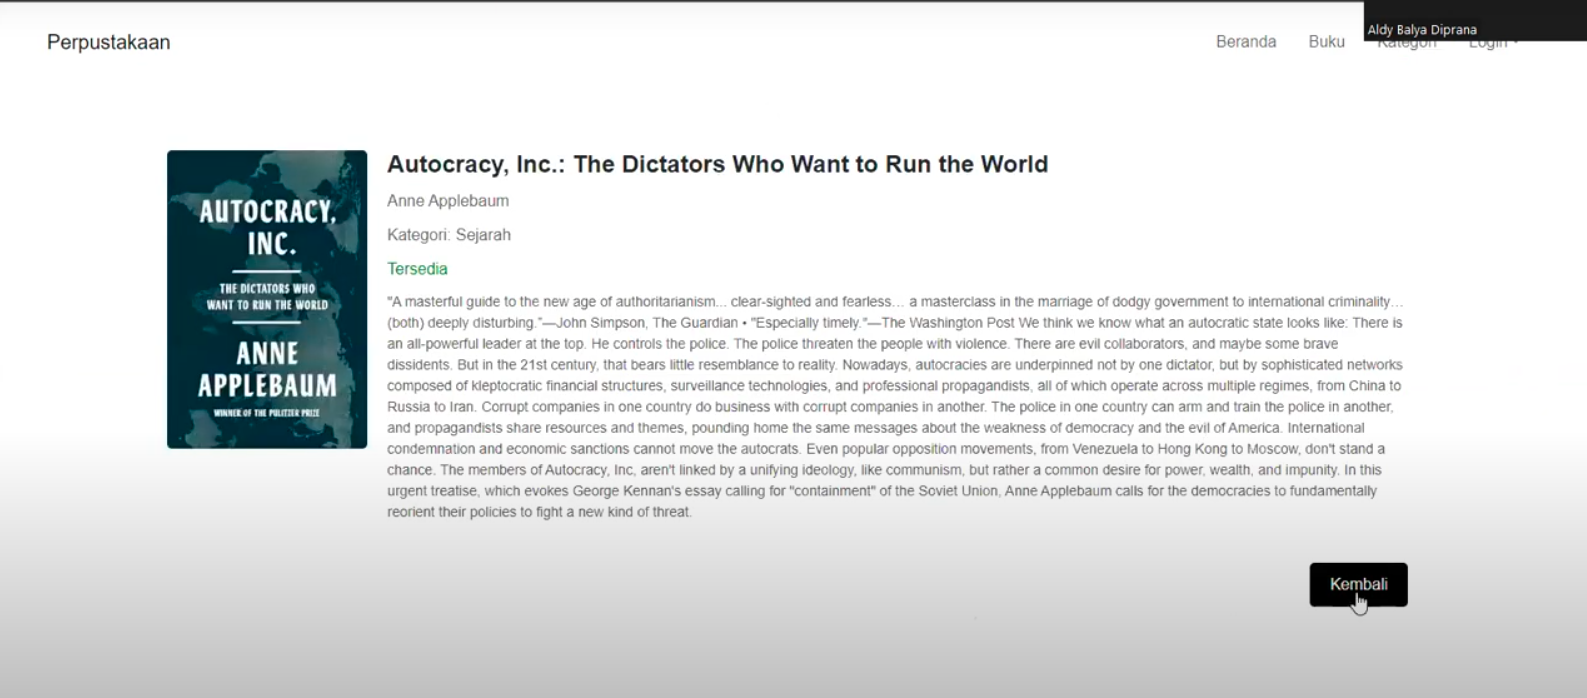 Aldy Balya Diprana
Perpustakaan
Beranda Buku Kategori Login
AUTOCRACY,
INC.
THE DICTATORS WHO
WANT TO RUN THE WORLD
ANNE
APPLEBAUM
WINNER OF THE PULITZER PRIZE
Autocracy, Inc.: The Dictators Who Want to Run the World
Anne Applebaum
Kategori: Sejarah
Tersedia
"A masterful guide to the new age of authoritarianism... clear-sighted and fearless... a masterclass in the marriage of dodgy government to international criminality...
(both) deeply disturbing."—John Simpson, The Guardian • "Especially timely."—The Washington Post We think we know what an autocratic state looks like: There is
an all-powerful leader at the top. He controls the police. The police threaten the people with violence. There are evil collaborators, and maybe some brave
dissidents. But in the 21st century, that bears little resemblance to reality. Nowadays, autocracies are underpinned not by one dictator, but by sophisticated networks
composed of kleptocratic financial structures, surveillance technologies, and professional propagandists, all of which operate across multiple regimes, from China to
Russia to Iran. Corrupt companies in one country do business with corrupt companies in another. The police in one country can arm and train the police in another,
and propagandists share resources and themes, pounding home the same messages about the weakness of democracy and the evil of America. International
condemnation and economic sanctions cannot move the autocrats. Even popular opposition movements, from Venezuela to Hong Kong to Moscow, don't stand a
chance. The members of Autocracy, Inc, aren't linked by a unifying ideology, like communism, but rather a common desire for power, wealth, and impunity. In this
urgent treatise, which evokes George Kennan's essay calling for "containment" of the Soviet Union, Anne Applebaum calls for the democracies to fundamentally
reorient their policies to fight a new kind of threat.
Kembali